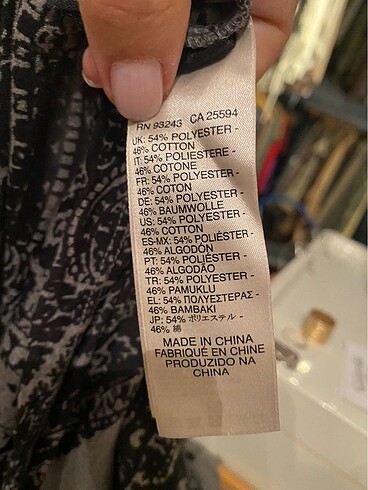 RN 93243 CA 25594
UK: 54% POLYESTER -
46% COTTON
IT: 54% POLIESTERE -
46% COTONE
FR: 54% POLYESTER -
46% COTON
DE: 54% POLYESTER -
46% BAUMWOLLE
US: 54% POLYESTER -
46% COTTON
ES-MX: 54% POLIÉSTER -
46% ALGODÓN
PT: 54% POLIÉSTER -
46% ALGODÃO
TR: 54% POLYESTER -
46% PAMUKLU
EL: 54% ΠΟΛΥΕΣΤΕΡΑΣ -
46% ΒΑΜΒΑΚΙ
JP: 54% ポリエステル -
46% 綿
MADE IN CHINA
FABRIQUÉ EN CHINE
PRODUZIDO NA
CHINA